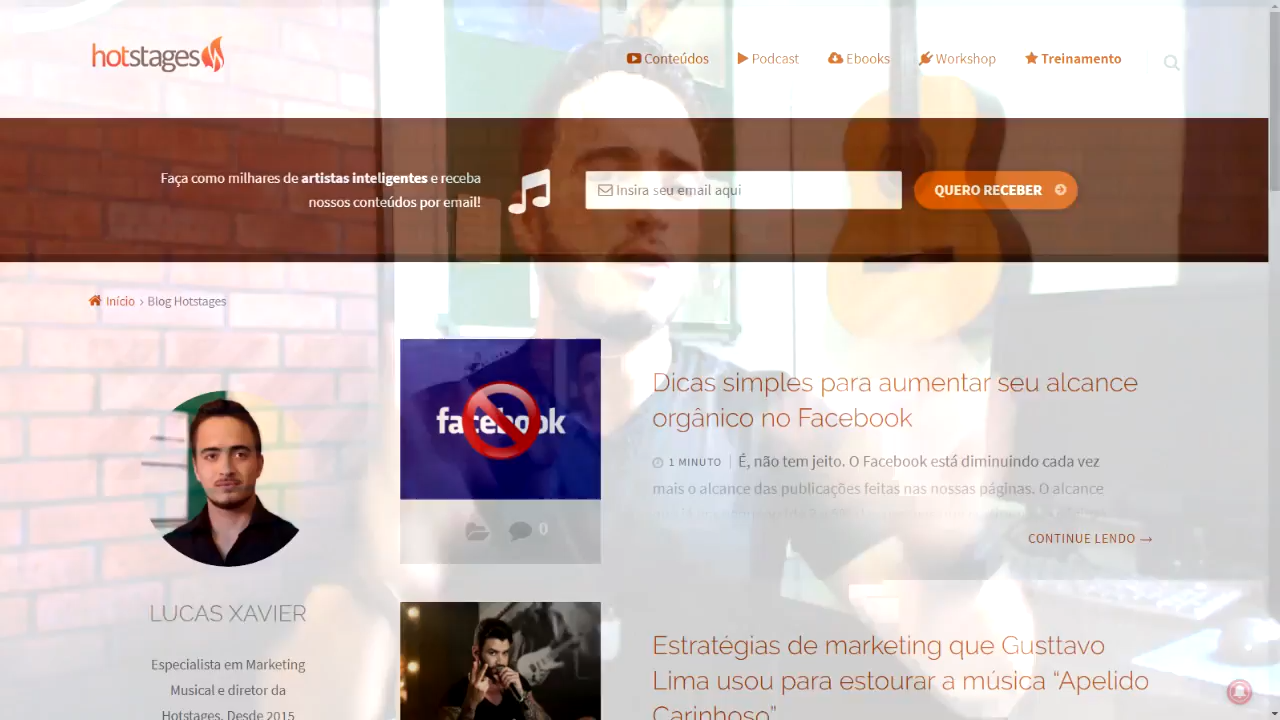 hotstages
Conteúdos
Podcast
Ebooks
Workshop
Treinamento
Faça como milhares de artistas inteligentes e receba
nossos conteúdos por email!
Insira seu email aqui
QUERO RECEBER
Início › Blog Hotstages
facebook
0
Dicas simples para aumentar seu alcance
orgânico no Facebook
1 MINUTO | É, não tem jeito. O Facebook está diminuindo cada vez
mais o alcance das publicações feitas nas nossas páginas. O alcance
CONTINUE LENDO →
LUCAS XAVIER
Especialista em Marketing
Musical e diretor da
Hotstages. Desde 2015
Estratégias de marketing que Gusttavo
Lima usou para estourar a música “Apelido
Carinhoso”